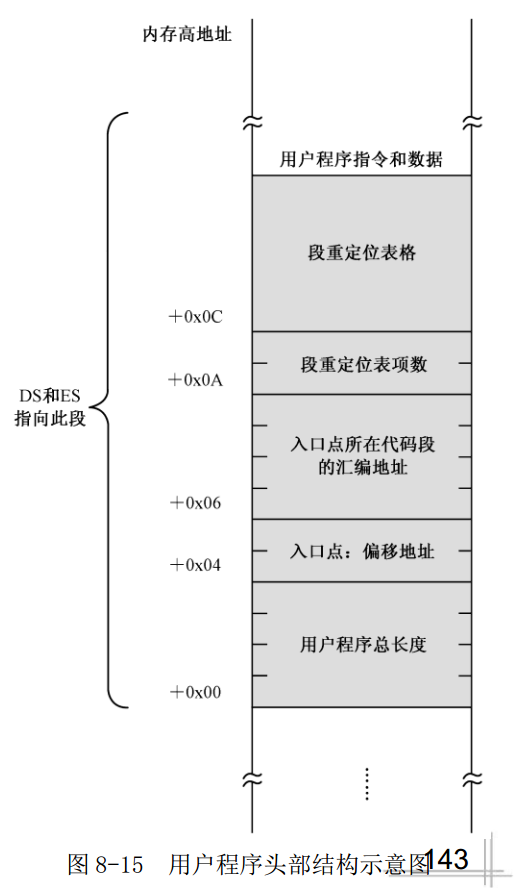 内存高地址
用户程序指令和数据
段重定位表格
+0x0C
段重定位表项数
+0x0A
DS和ES
指向此段
入口点所在代码段
的汇编地址
+0x06
入口点：偏移地址
+0x04
用户程序总长度
+0x00
图 8-15 用户程序头部结构示意图
143